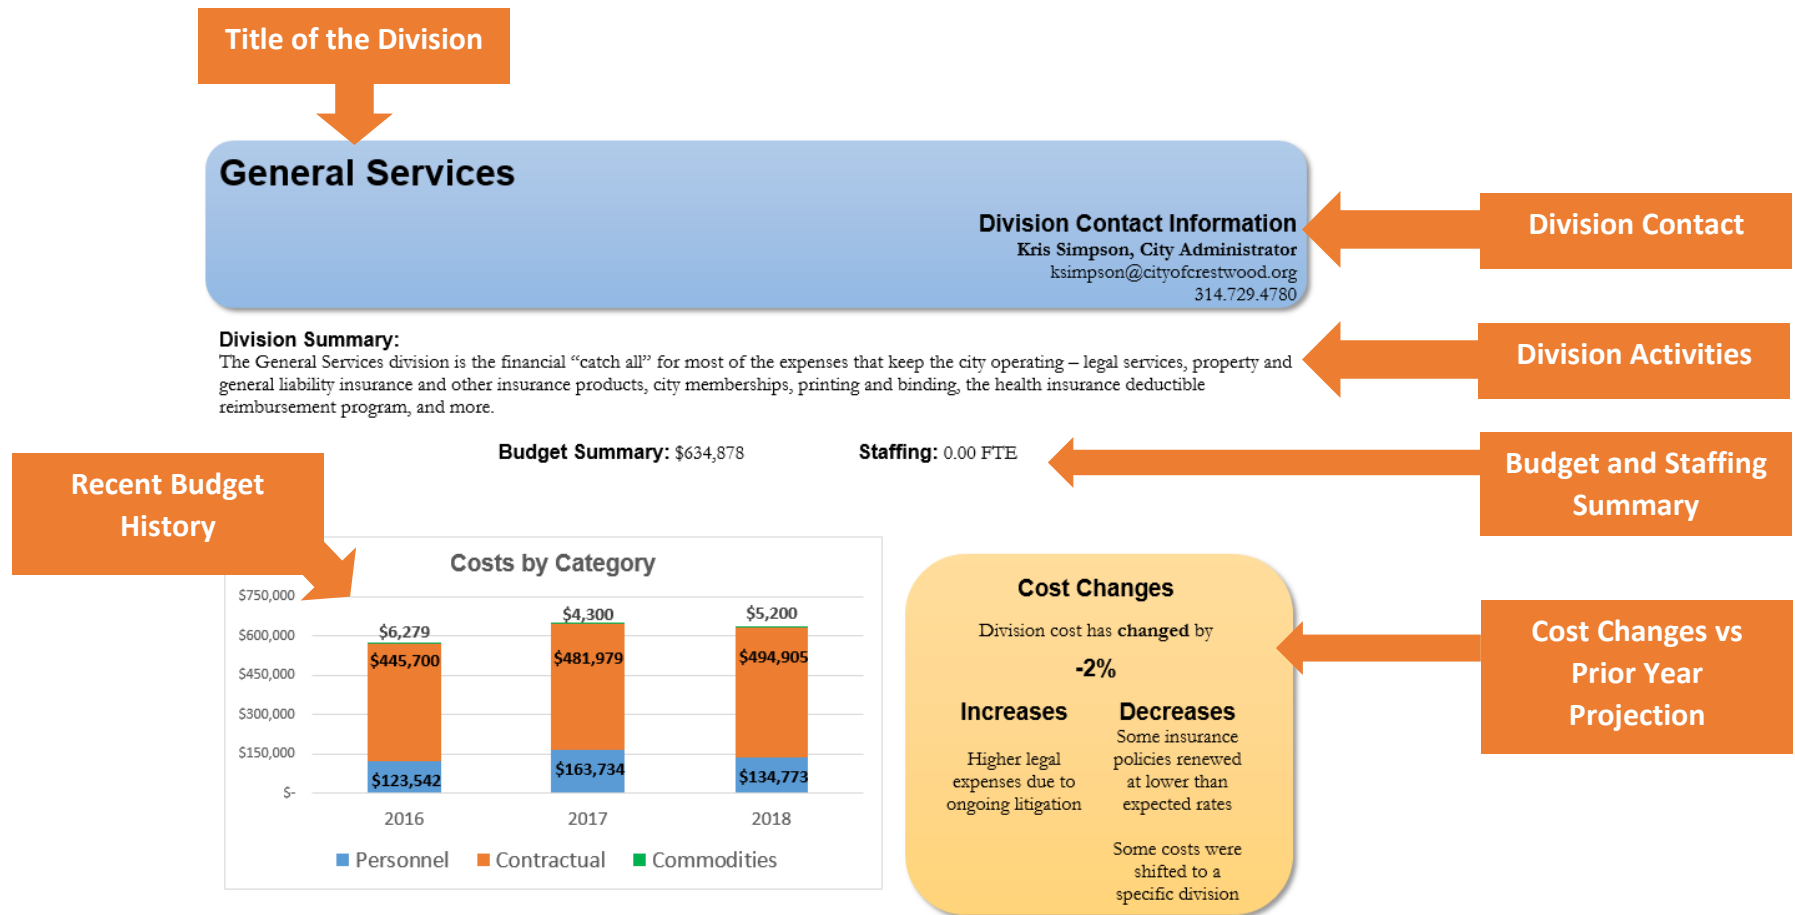 Title of the Division
General Services
Division Contact Information
Kris Simpson, City Administrator
ksimpson@cityofcrestwood.org
314.729.4780
Division Contact
Division Summary:
The General Services division is the financial “catch all” for most of the expenses that keep the city operating – legal services, property and
general liability insurance and other insurance products, city memberships, printing and binding, the health insurance deductible
reimbursement program, and more.
Division Activities
Budget Summary: $634,878
Staffing: 0.00 FTE
Budget and Staffing
Summary
Recent Budget
History
Costs by Category
$750,000
$600,000
$450,000
$300,000
$150,000
$-
$6,279
$445,700
$123,542
$4,300
$481,979
$163,734
$5,200
$494,905
$134,773
2016
2017
2018
Personnel
Contractual
Commodities
Cost Changes
Division cost has changed by
-2%
Increases
Higher legal
expenses due to
ongoing litigation
Decreases
Some insurance
policies renewed
at lower than
expected rates
Some costs were
shifted to a
specific division
Cost Changes vs
Prior Year
Projection